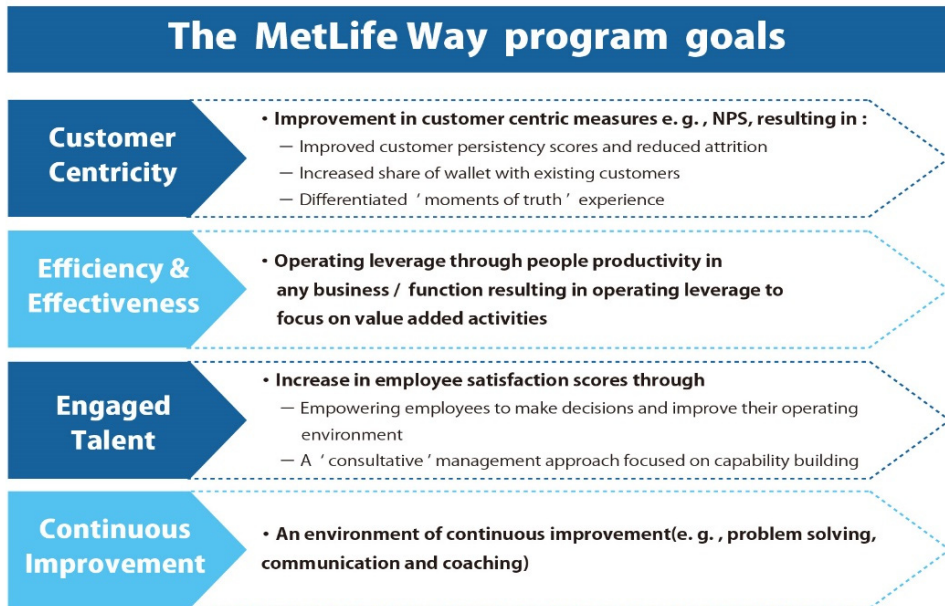 The MetLife Way program goals
Customer
Centricity
• Improvement in customer centric measures e. g. , NPS, resulting in :
— Improved customer persistency scores and reduced attrition
— Increased share of wallet with existing customers
— Differentiated ‘ moments of truth ’ experience
Efficiency &
Effectiveness
• Operating leverage through people productivity in
any business / function resulting in operating leverage to
focus on value added activities
Engaged
Talent
• Increase in employee satisfaction scores through
— Empowering employees to make decisions and improve their operating
environment
— A ‘ consultative ’ management approach focused on capability building
Continuous
Improvement
• An environment of continuous improvement(e. g. , problem solving,
communication and coaching)